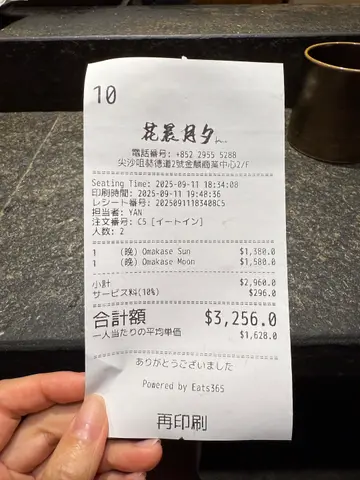 10
花晨月夕
電話番号: +852 2955 5288
尖沙咀赫德道2號金麟商業中心2/F
Seating Time: 2025-09-11 18:34:08
印刷時間: 2025-09-11 19:48:36
レシート番号: 20250911183408C5
担当者: YAN
注文番号: C5 [イートイン]
人数: 2
1 (晩) Omakase Sun $1,380.0
1 (晩) Omakase Moon $1,580.0
小計 $2,960.0
サービス料(10%) $296.0
合計額 $3,256.0
一人当たりの平均単価 $1,628.0
ありがとうございました
Powered by Eats365
再印刷